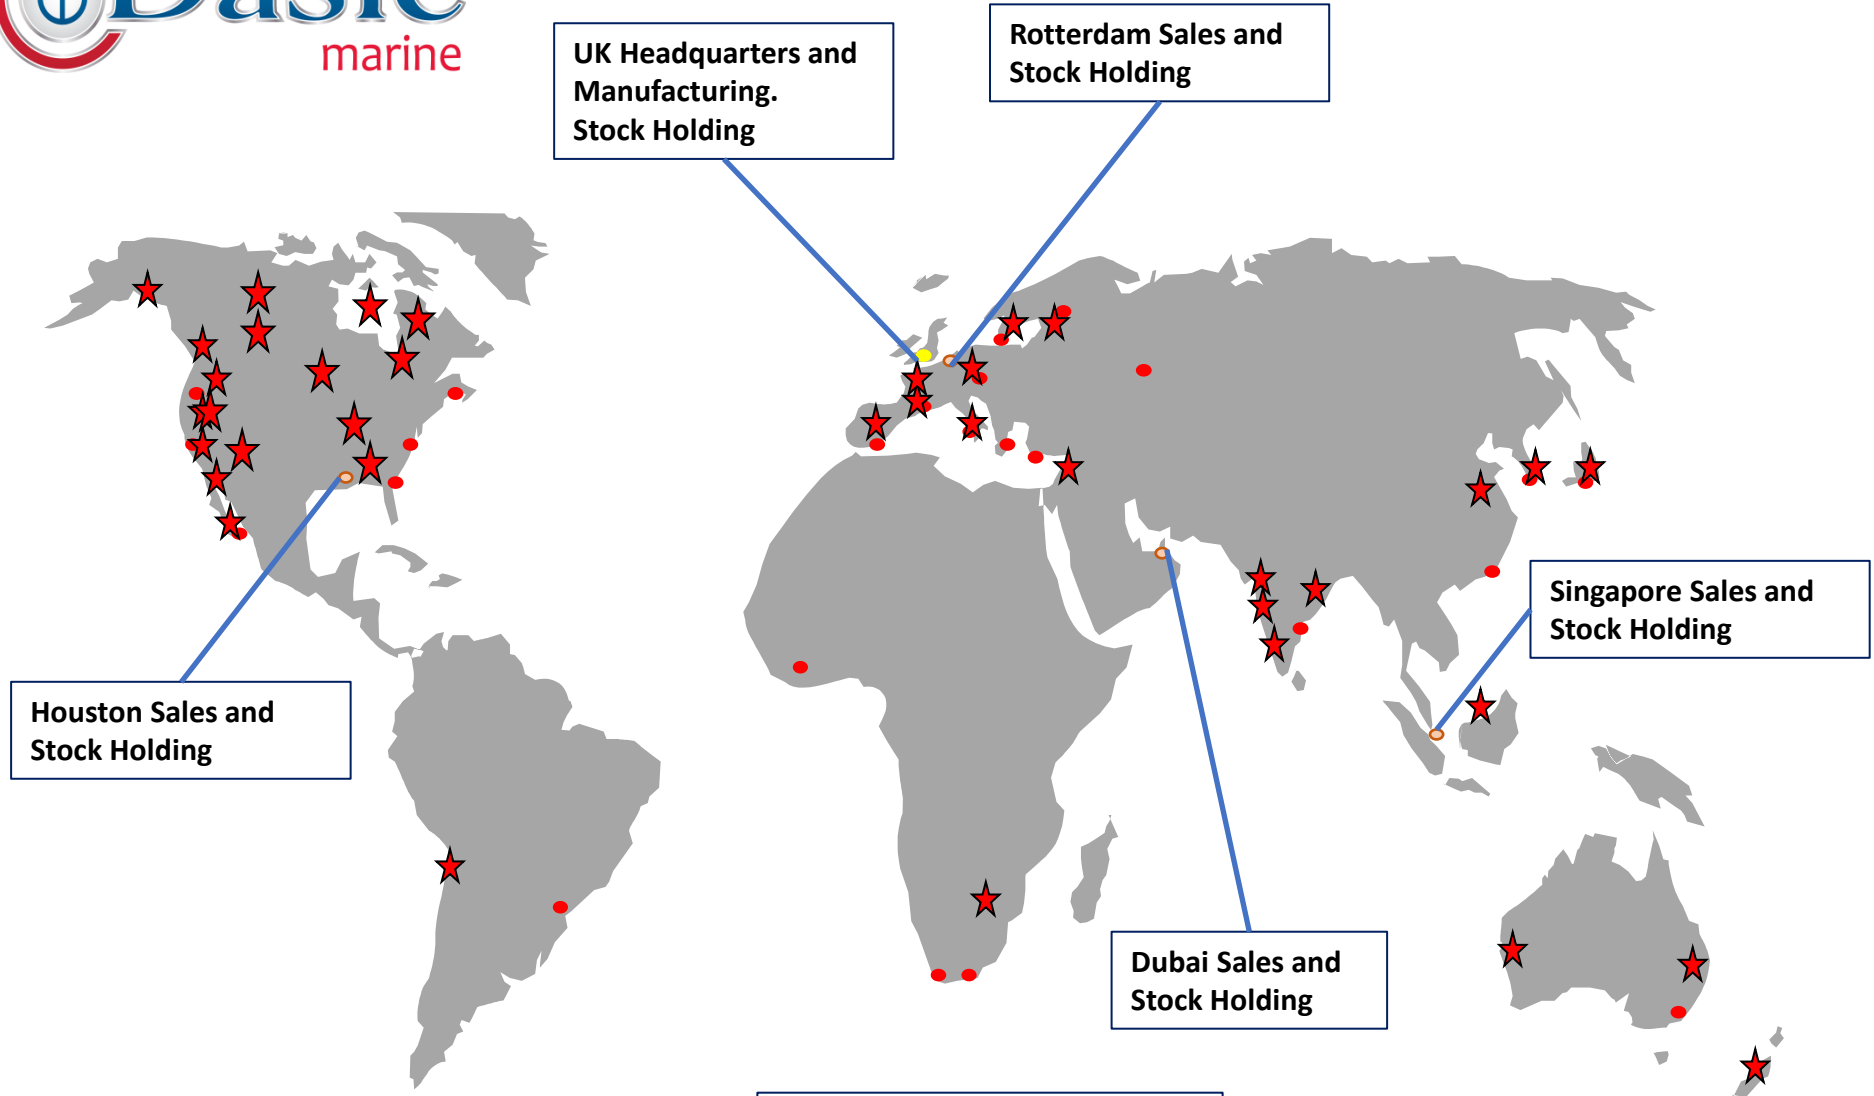 Dasic
marine
UK Headquarters and
Manufacturing.
Stock Holding
Rotterdam Sales and
Stock Holding
Singapore Sales and
Stock Holding
Houston Sales and
Stock Holding
Dubai Sales and
Stock Holding